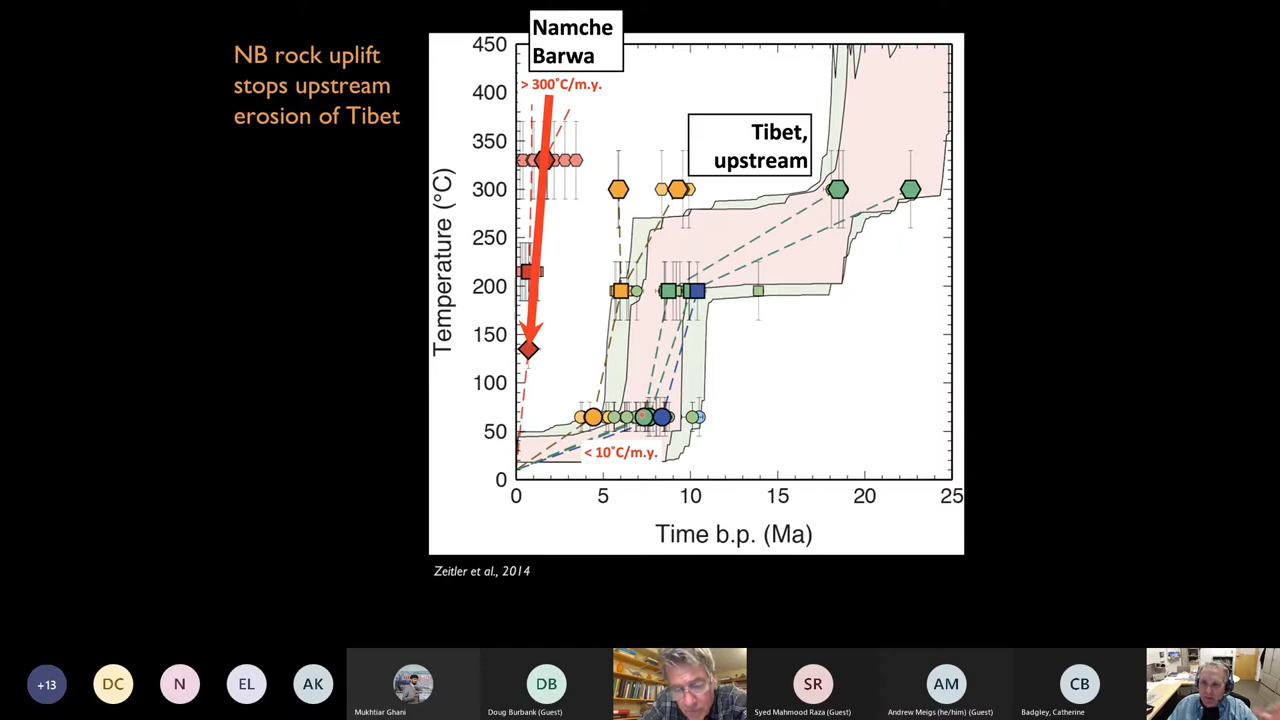 NB rock uplift
stops upstream
erosion of Tibet
Namche
Barwa
> 300˚C/m.y.
Tibet,
upstream
< 10˚C/m.y.
Temperature (°C)
450
400
350
300
250
200
150
100
50
0
0 5 10 15 20 25
Time b.p. (Ma)
Zeitler et al., 2014
+13 DC N EL AK DB SR AM CB
Mukhtiar Ghani
Doug Burbank (Guest)
Syed Mahmood Raza (Guest)
Andrew Meigs (he/him) (Guest)
Badgley, Catherine